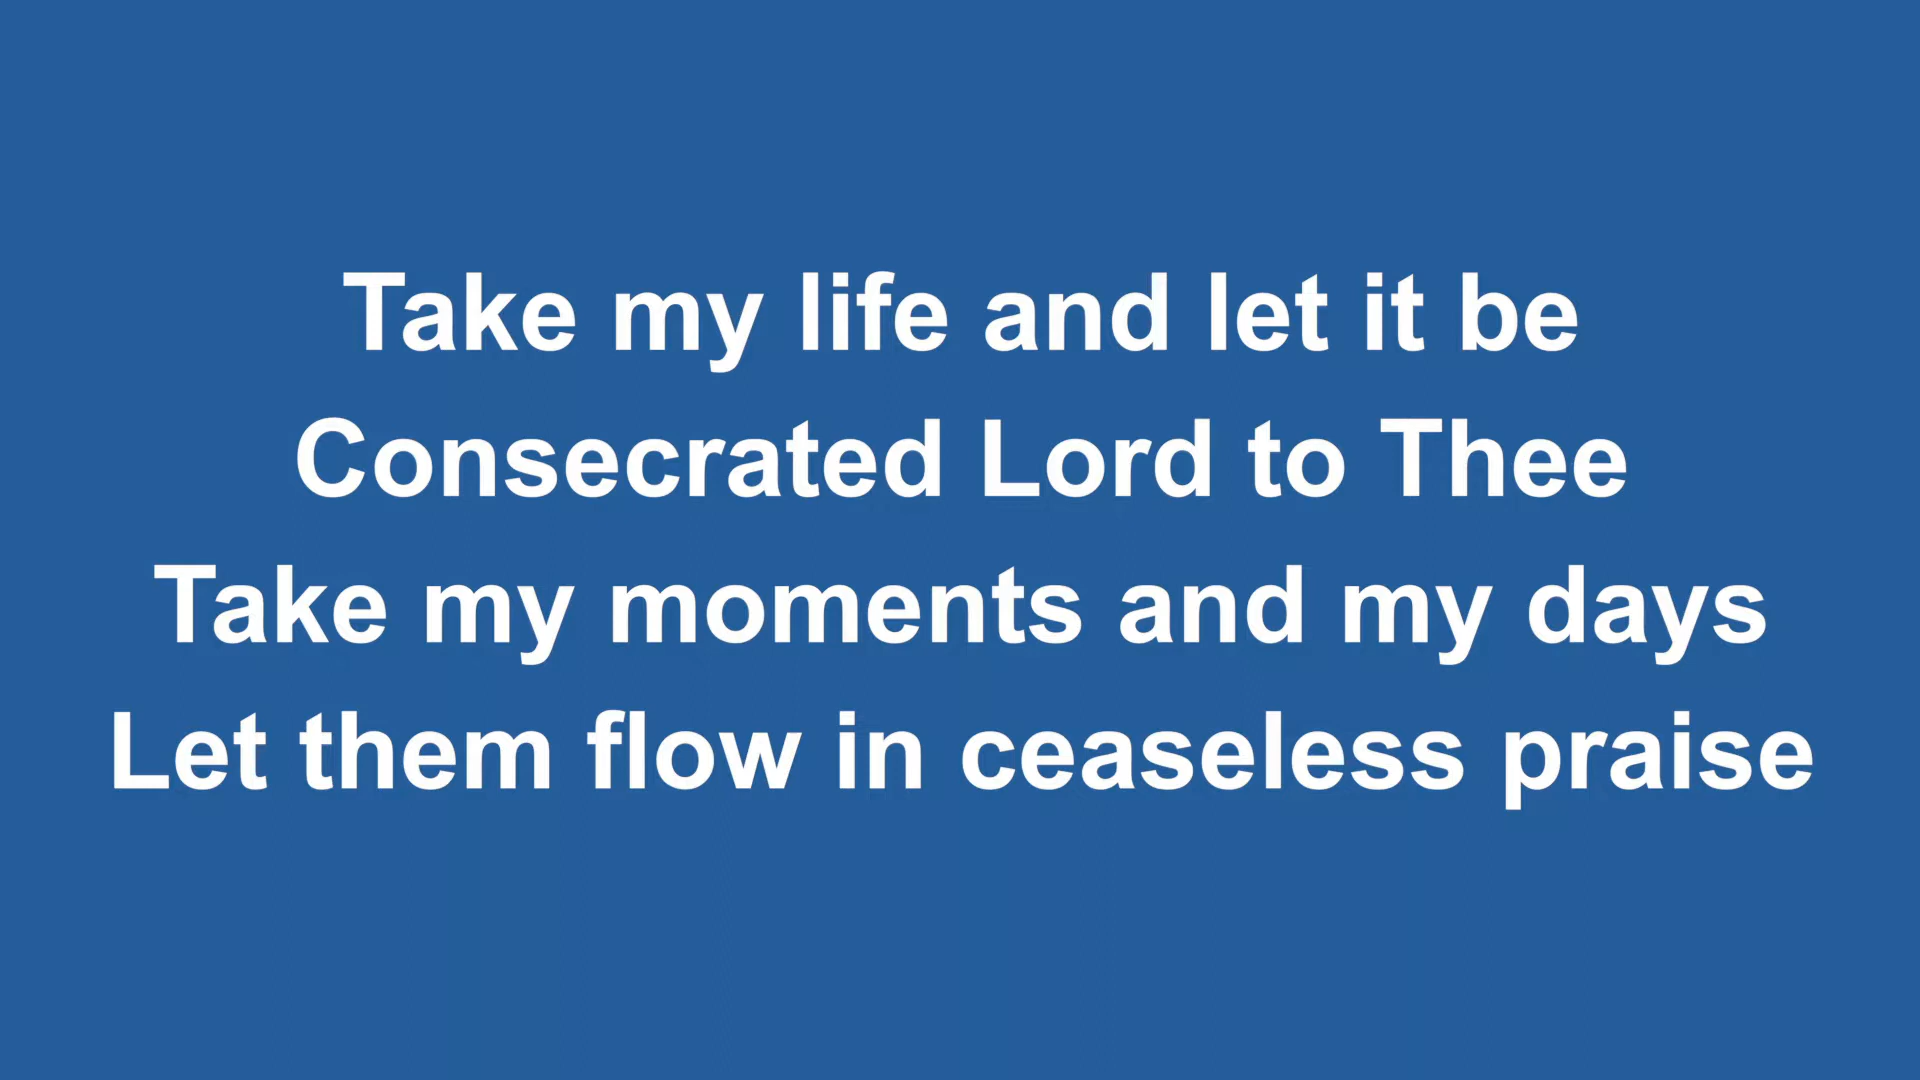 Take my life and let it be
Consecrated Lord to Thee
Take my moments and my days
Let them flow in ceaseless praise